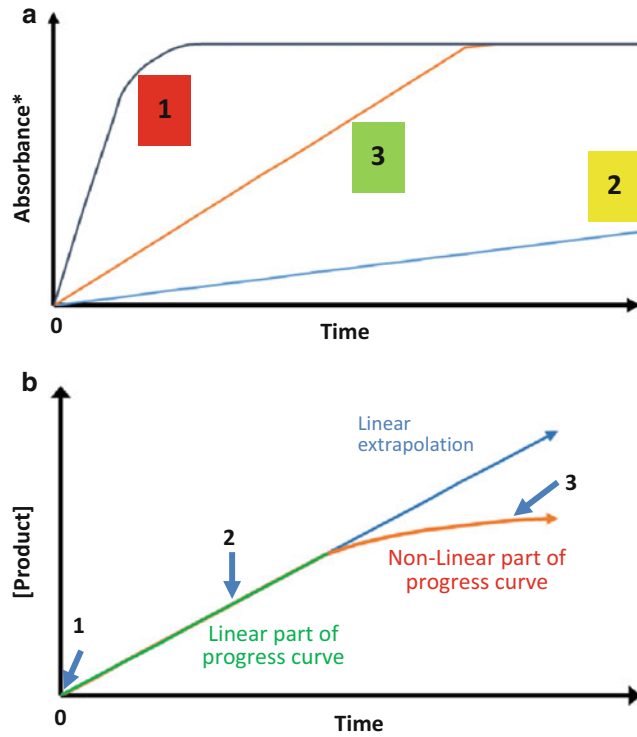 a
Absorbance*
1
3
2
0
Time
b
[Product]
Linear
extrapolation
3
2
Non-Linear part of
progress curve
1
Linear part of
progress curve
0
Time